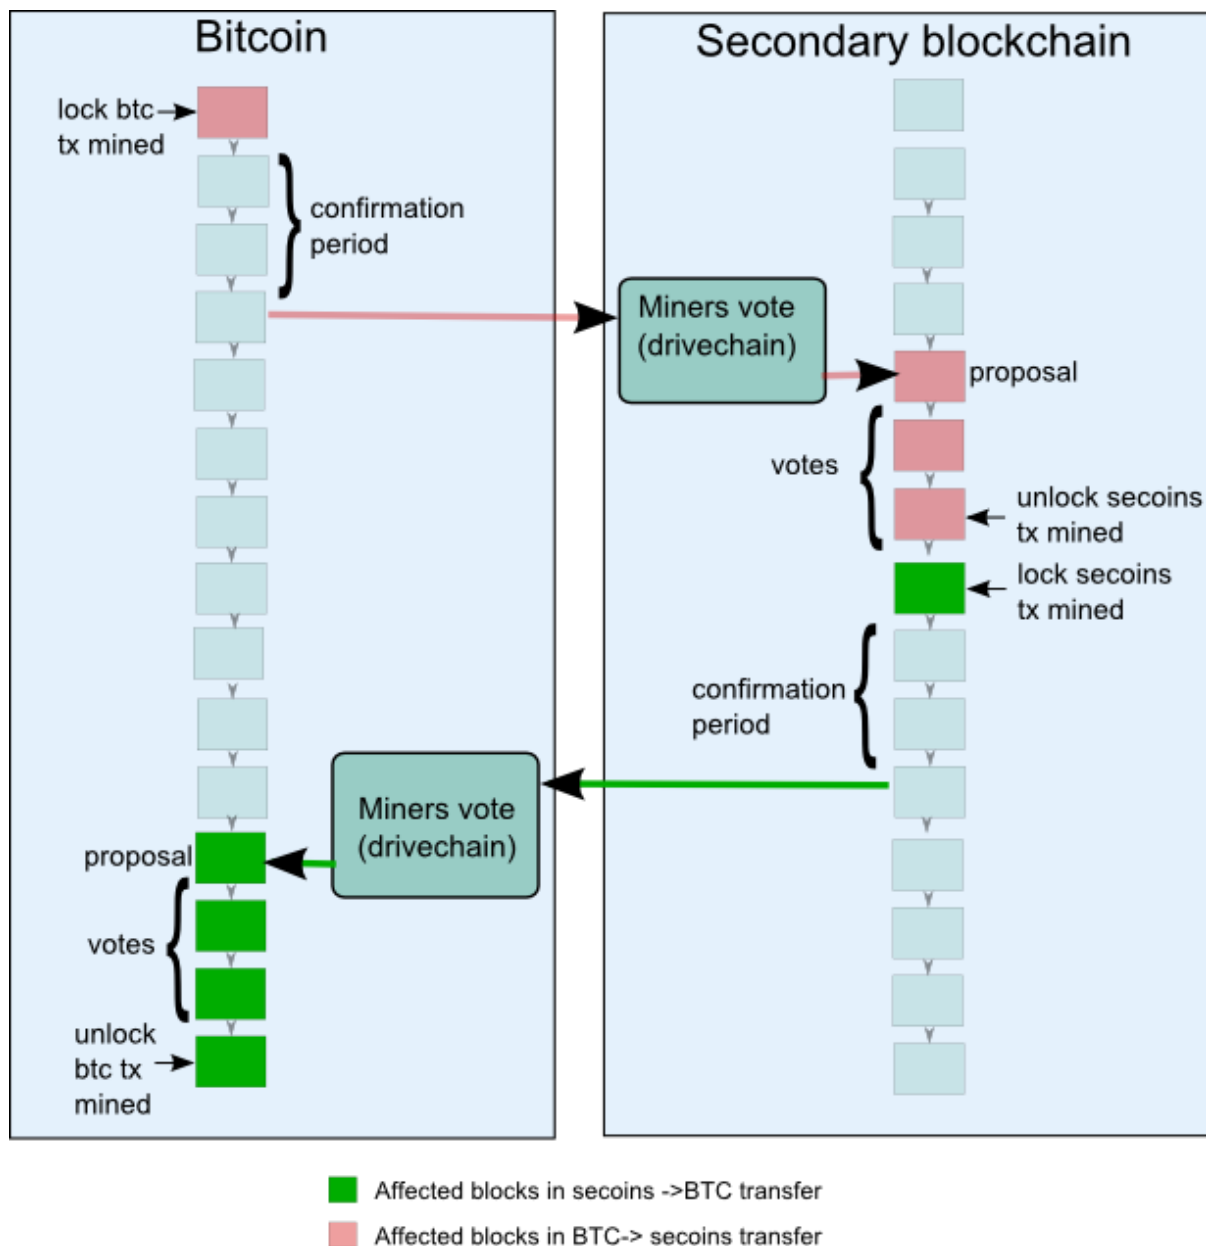 Bitcoin
lock btc
tx mined
confirmation
period
proposal
votes
unlock
btc tx
mined
Miners vote
(drivechain)
Secondary blockchain
Miners vote
(drivechain)
proposal
votes
unlock secoins
tx mined
lock secoins
tx mined
confirmation
period
Affected blocks in secoins ->BTC transfer
Affected blocks in BTC-> secoins transfer